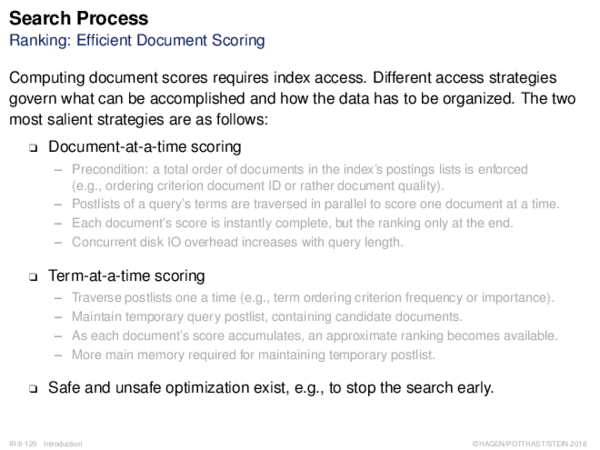 Search Process
Ranking: Efficient Document Scoring
Computing document scores requires index access. Different access strategies
govern what can be accomplished and how the data has to be organized. The two
most salient strategies are as follows:
❑ Document-at-a-time scoring
– Precondition: a total order of documents in the index's postings lists is enforced
(e.g., ordering criterion document ID or rather document quality).
– Postlists of a query's terms are traversed in parallel to score one document at a time.
– Each document's score is instantly complete, but the ranking only at the end.
– Concurrent disk IO overhead increases with query length.
❑ Term-at-a-time scoring
– Traverse postlists one a time (e.g., term ordering criterion frequency or importance).
– Maintain temporary query postlist, containing candidate documents.
– As each document's score accumulates, an approximate ranking becomes available.
– More main memory required for maintaining temporary postlist.
❑ Safe and unsafe optimization exist, e.g., to stop the search early.
IR:II-129 Introduction ©HAGEN/POTTHAST/STEIN 2018